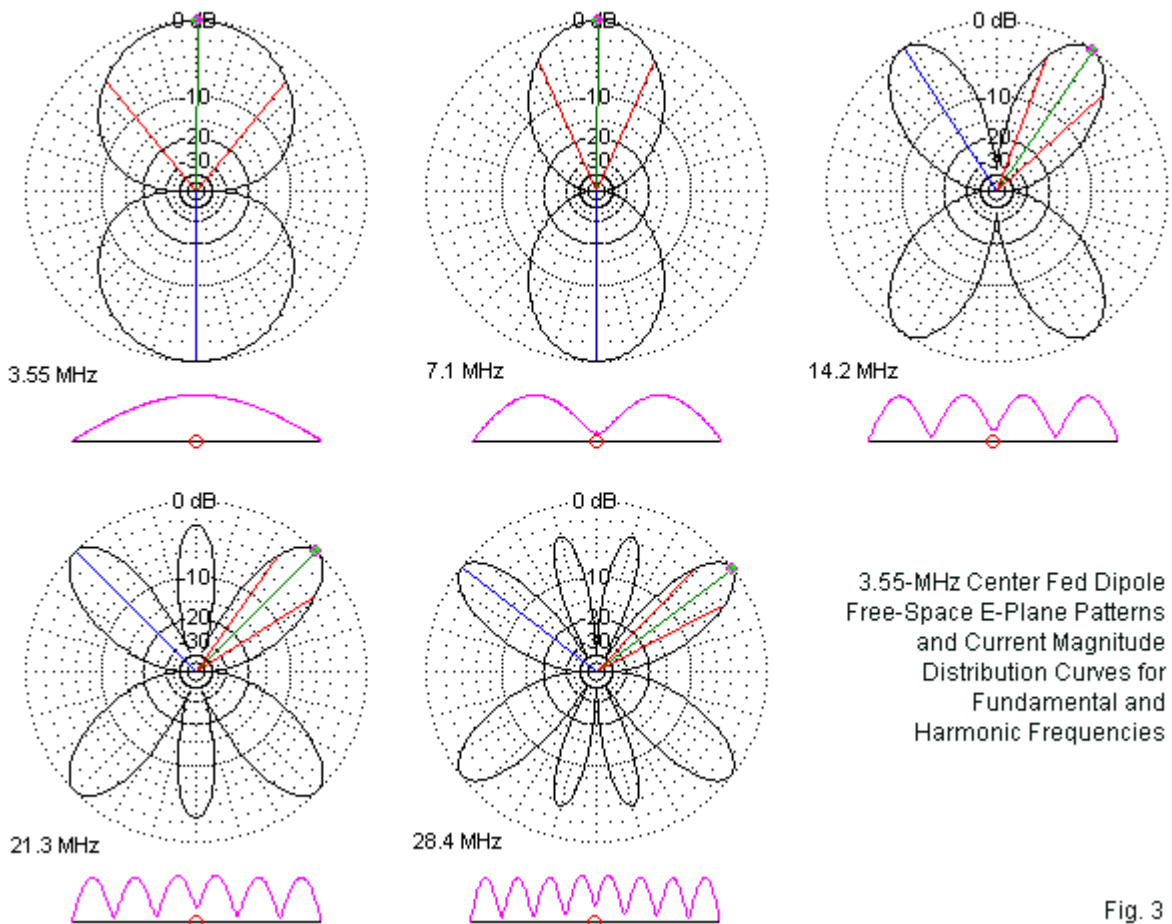 0 dB
-10
20
30
3.55 MHz
0 dB
-10
20
30
7.1 MHz
0 dB
-10
20
30
14.2 MHz
0 dB
-10
20
30
21.3 MHz
0 dB
10
20
30
28.4 MHz
3.55-MHz Center Fed Dipole
Free-Space E-Plane Patterns
and Current Magnitude
Distribution Curves for
Fundamental and
Harmonic Frequencies
Fig. 3